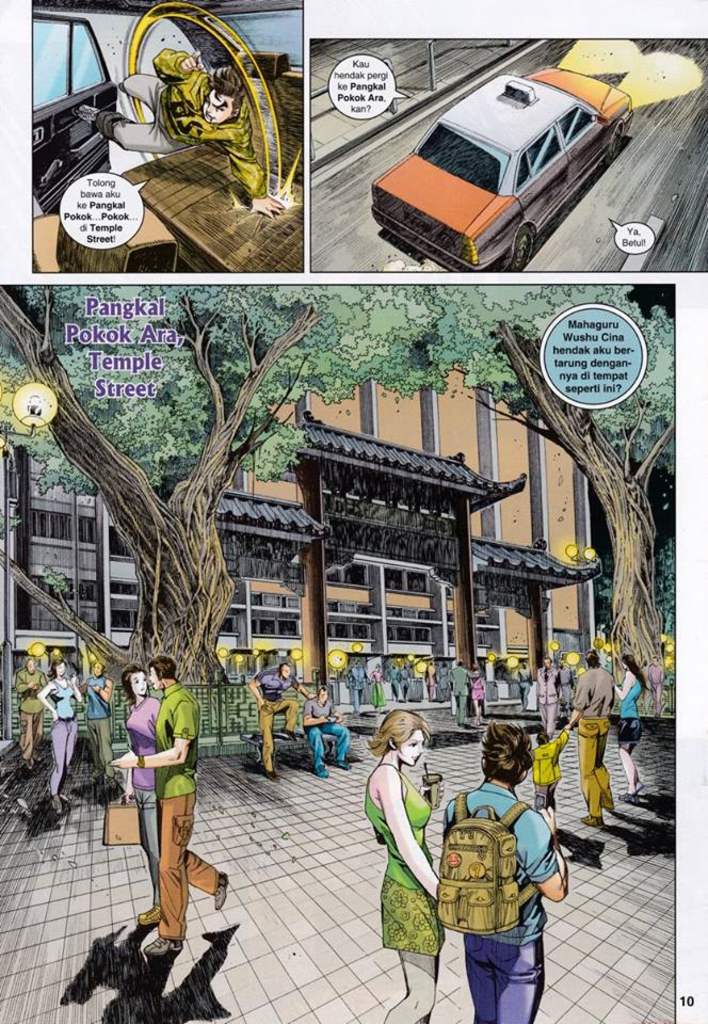 Tolong
bawa aku
ke Pangkal
Pokok...Pokok...
di Temple
Street!
Kau
hendak pergi
ke Pangkal
Pokok Ara,
kan?
Ya,
Betul!
Pangkal
Pokok Ara,
Temple
Street
Mahaguru
Wushu Cina
hendak aku ber-
tarung dengan-
nya di tempat
seperti ini?
10